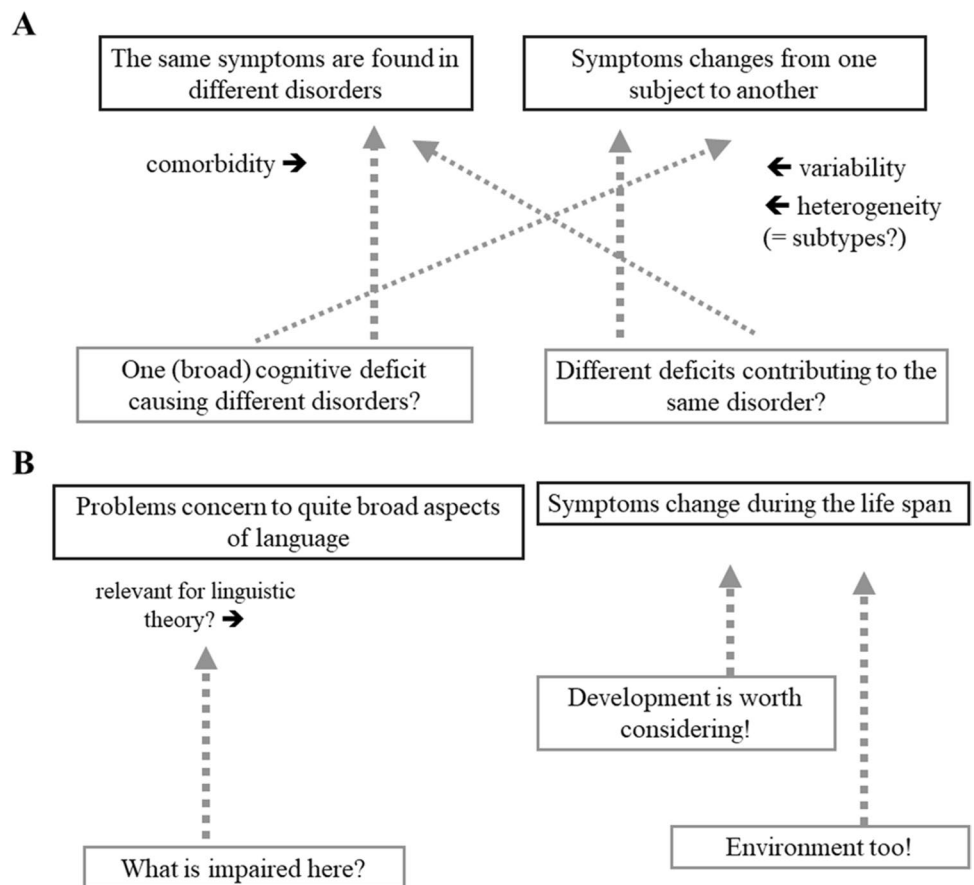 A
The same symptoms are found in
different disorders
Symptoms changes from one
subject to another
comorbidity 🡲
🡰 variability
🡰 heterogeneity
(= subtypes?)
One (broad) cognitive deficit
causing different disorders?
Different deficits contributing to the
same disorder?
B
Problems concern to quite broad aspects
of language
Symptoms change during the life span
relevant for linguistic
theory? 🡲
Development is worth
considering!
Environment too!
What is impaired here?